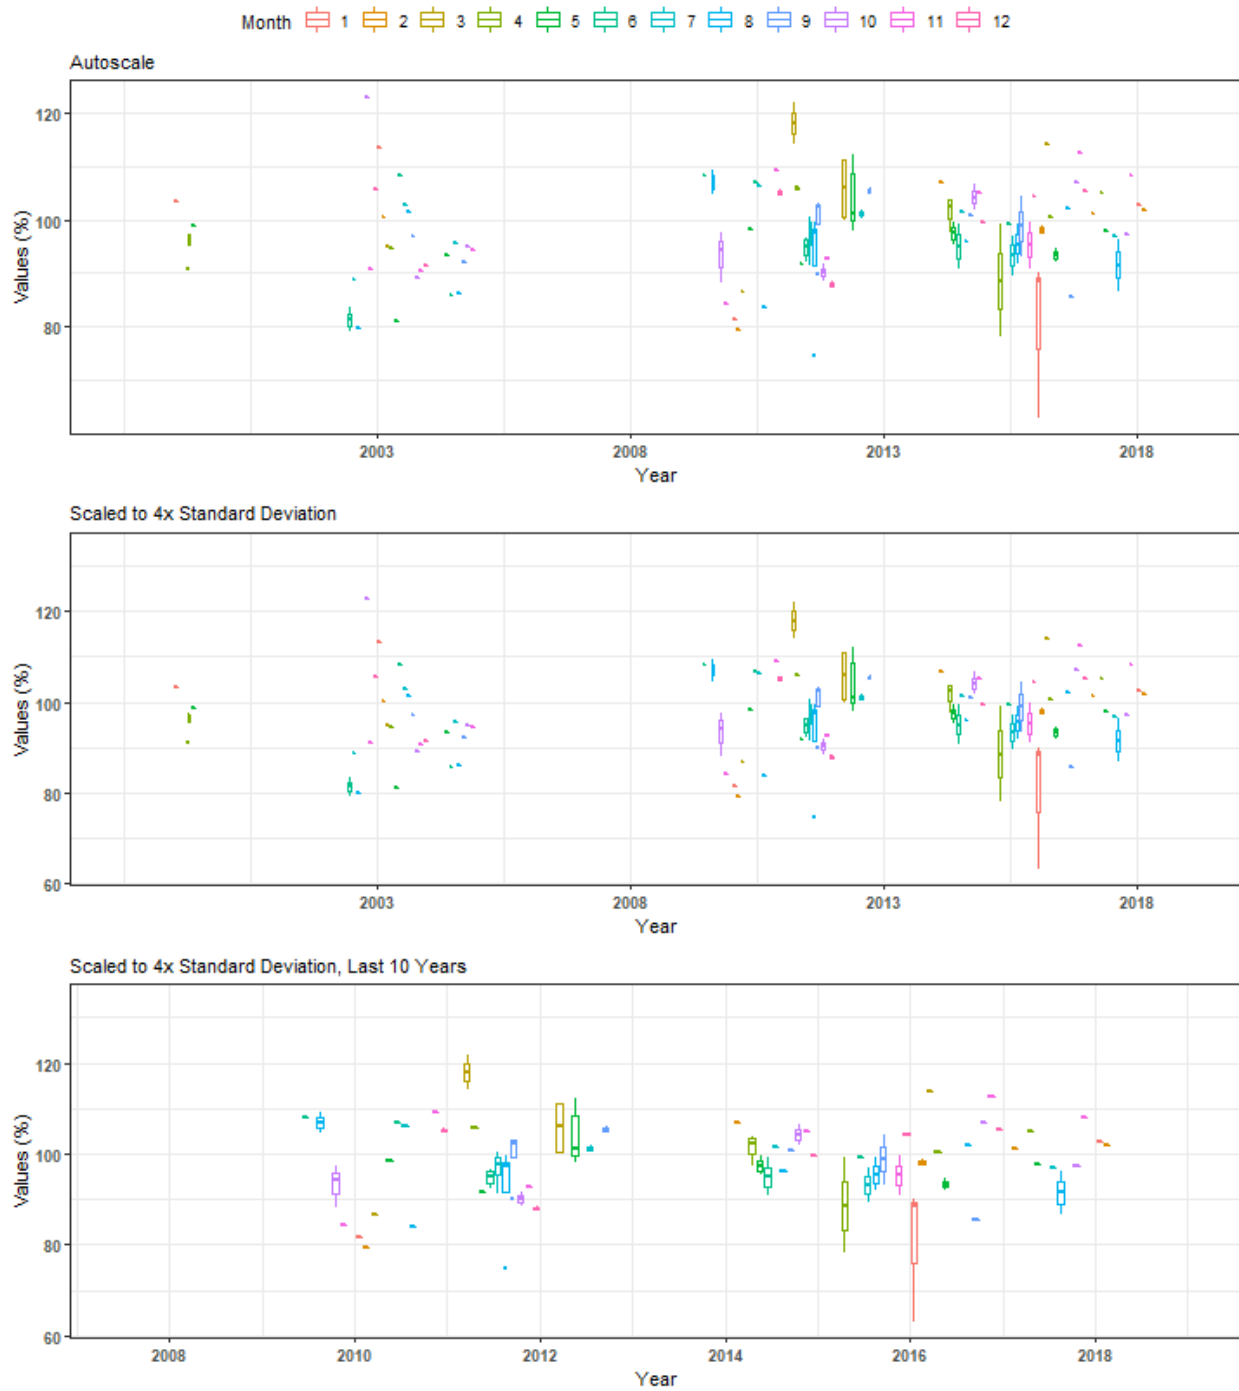 Month 1 2 3 4 5 6 7 8 9 10 11 12
Autoscale
120
100
80
Values (%)
2003 2008 2013 2018
Year
Scaled to 4x Standard Deviation
120
100
80
60
Values (%)
2003 2008 2013 2018
Year
Scaled to 4x Standard Deviation, Last 10 Years
120
100
80
60
Values (%)
2008 2010 2012 2014 2016 2018
Year